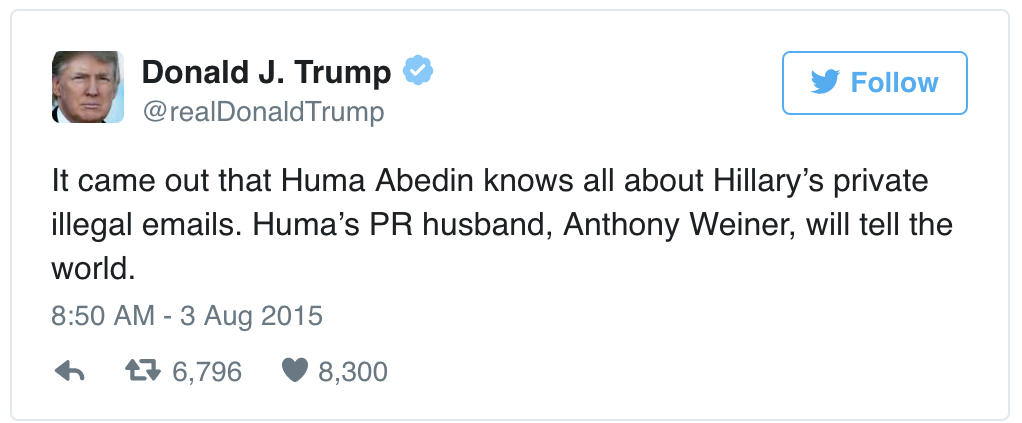 Donald J. Trump
@realDonaldTrump
Follow
It came out that Huma Abedin knows all about Hillary’s private
illegal emails. Huma’s PR husband, Anthony Weiner, will tell the
world.
8:50 AM - 3 Aug 2015
6,796 8,300